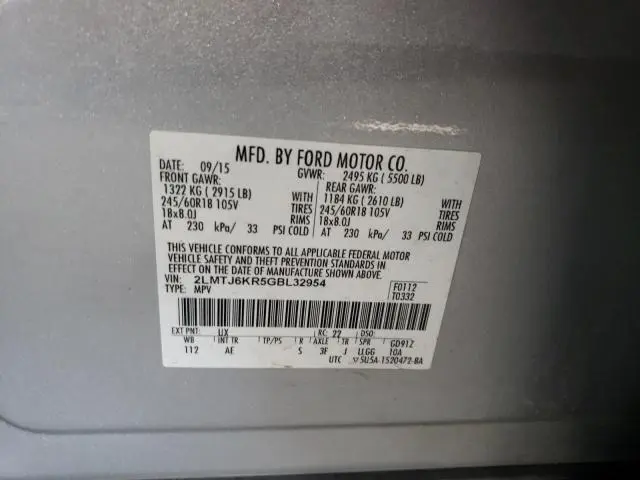 MFD. BY FORD MOTOR CO.
DATE: 09/15 GVWR: 2495 KG ( 5500 LB)
FRONT GAWR: REAR GAWR:
1322 KG ( 2915 LB) WITH 1184 KG ( 2610 LB) WITH
245/60R18 105V TIRES 245/60R18 105V TIRES
18x8.0J RIMS 18x8.0J RIMS
AT 230 kPa/ 33 PSI COLD AT 230 kPa/ 33 PSI COLD
THIS VEHICLE CONFORMS TO ALL APPLICABLE FEDERAL MOTOR
VEHICLE SAFETY AND THEFT PREVENTION STANDARDS IN
EFFECT ON THE DATE OF MANUFACTURE SHOWN ABOVE.
VIN: 2LMTJ6KR5GBL32954 F0112
TYPE: MPV T0332
EXT PNT: UX RC: 22 DSO:
WB INT TR TP/PS R AXLE TR SPR GD91Z
112 AE S 3F J LLGG 10A
UTC 5U5A-1520472-BA